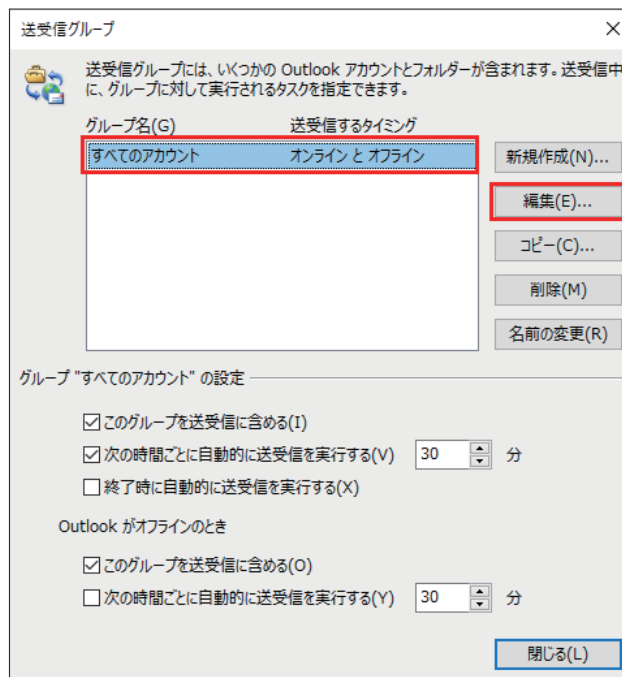 送受信グループ
送受信グループには、いくつかの Outlook アカウントとフォルダーが含まれます。送受信中
に、グループに対して実行されるタスクを指定できます。
グループ名(G) 送受信するタイミング
すべてのアカウント オンライン と オフライン
新規作成(N)...
編集(E)...
コピー(C)...
削除(M)
名前の変更(R)
グループ "すべてのアカウント" の設定
このグループを送受信に含める(I)
次の時間ごとに自動的に送受信を実行する(V) 30 分
終了時に自動的に送受信を実行する(X)
Outlook がオフラインのとき
このグループを送受信に含める(O)
次の時間ごとに自動的に送受信を実行する(Y) 30 分
閉じる(L)